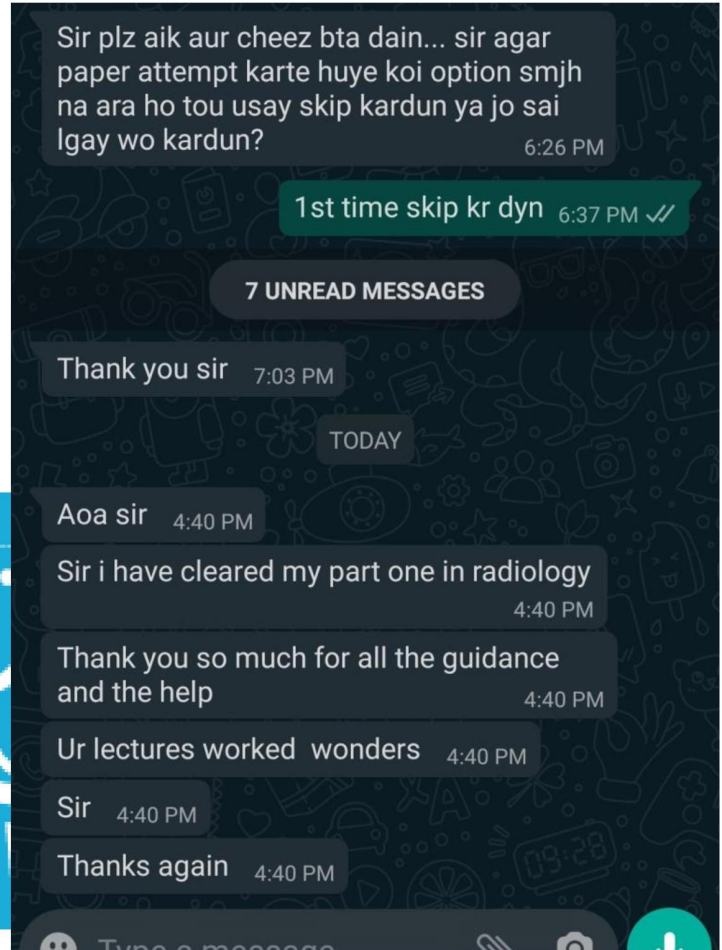 Sir plz aik aur cheez bta dain... sir agar
paper attempt karte huye koi option smjh
na ara ho tou usay skip kardun ya jo sai
lgay wo kardun?
6:26 PM
1st time skip kr dyn 6:37 PM
7 UNREAD MESSAGES
Thank you sir 7:03 PM
TODAY
Aoa sir 4:40 PM
Sir i have cleared my part one in radiology
4:40 PM
Thank you so much for all the guidance
and the help 4:40 PM
Ur lectures worked wonders 4:40 PM
Sir 4:40 PM
Thanks again 4:40 PM
Type a message